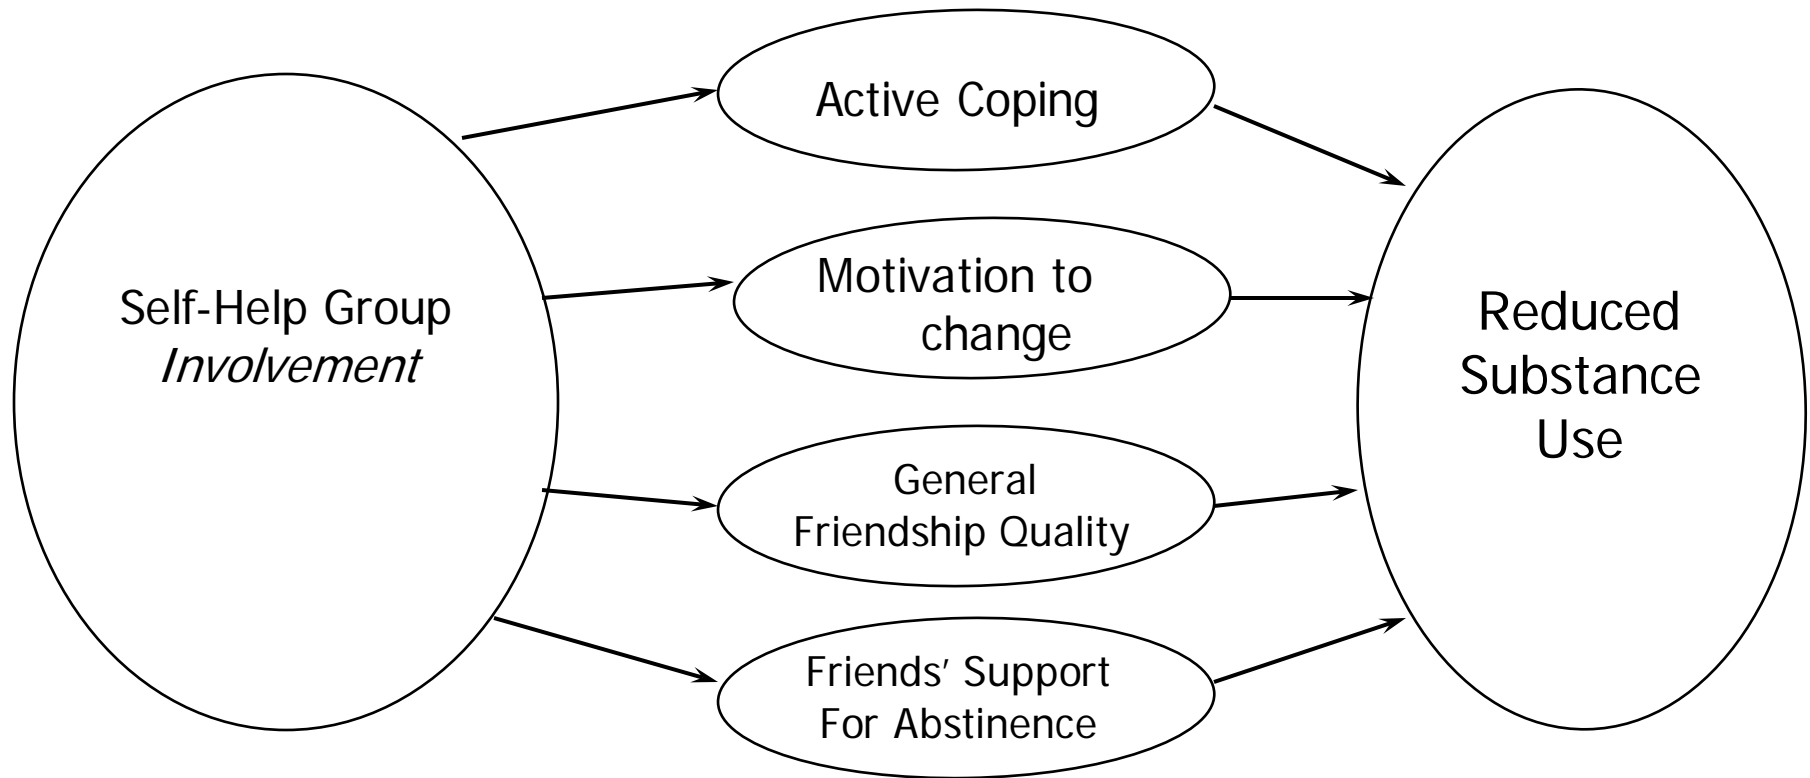 Self-Help Group
Involvement
Active Coping
Motivation to
change
General
Friendship Quality
Friends' Support
For Abstinence
Reduced
Substance
Use